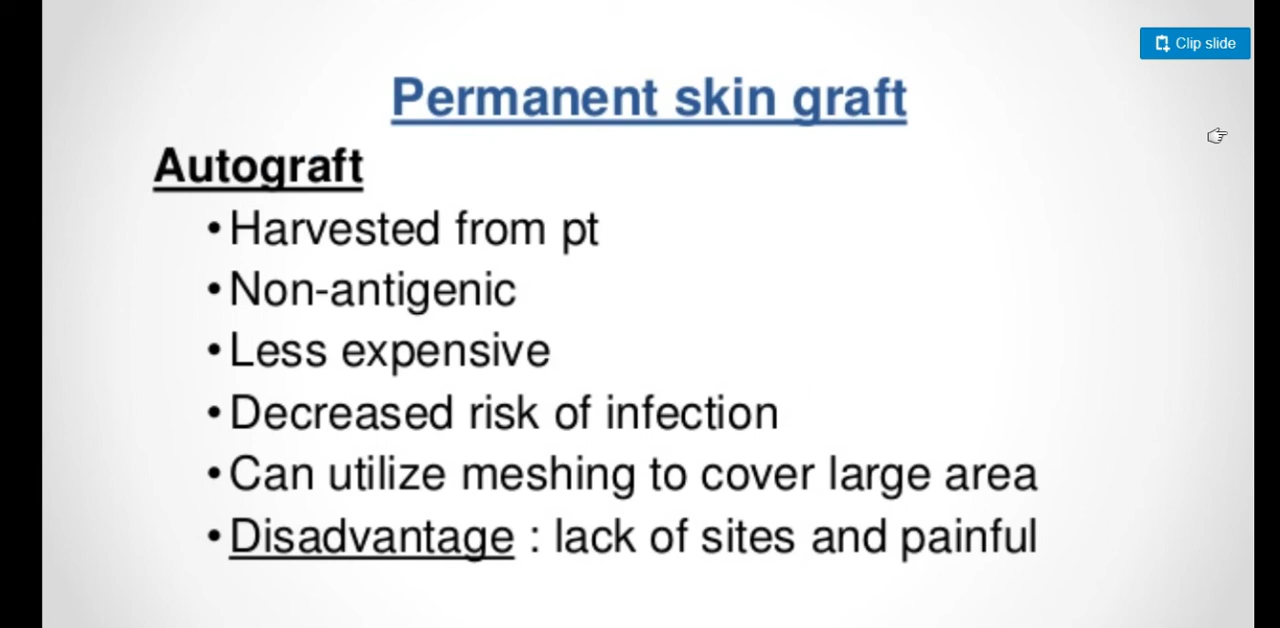 Clip slide
Permanent skin graft
Autograft
•Harvested from pt
•Non-antigenic
•Less expensive
•Decreased risk of infection
•Can utilize meshing to cover large area
•Disadvantage : lack of sites and painful